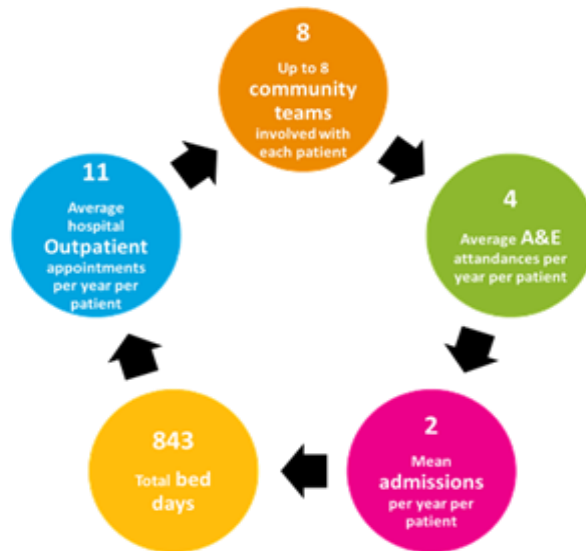 8
Up to 8
community
teams
involved with
each patient
4
Average A&E
attandances per
year per patient
2
Mean
admissions
per year per
patient
843
Total bed
days
11
Average
hospital
Outpatient
appointments
per year per
patient